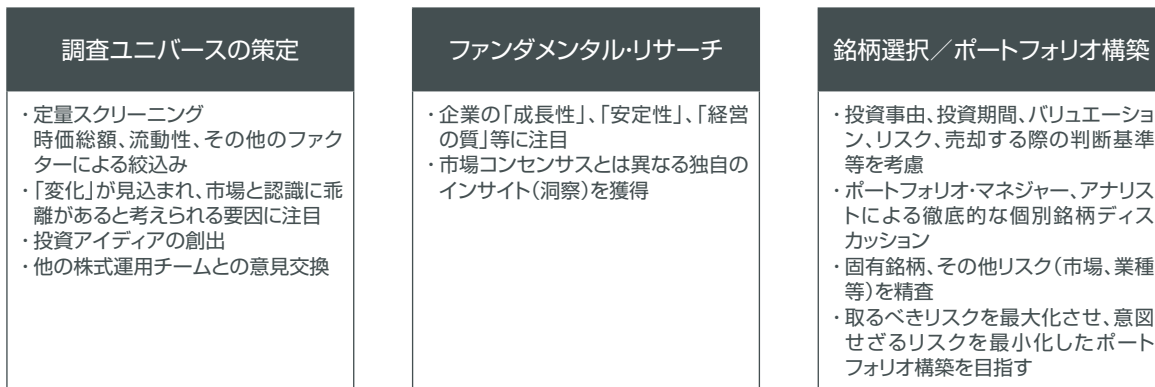 調査ユニバースの策定
・定量スクリーニング
時価総額、流動性、その他のファク
ターによる絞込み
・「変化」が見込まれ、市場と認識に乖
離があると考えられる要因に注目
・投資アイディアの創出
・他の株式運用チームとの意見交換
ファンダメンタル・リサーチ
・企業の「成長性」、「安定性」、「経営
の質」等に注目
・市場コンセンサスとは異なる独自の
インサイト(洞察)を獲得
銘柄選択/ポートフォリオ構築
・投資事由、投資期間、バリュエーショ
ン、リスク、売却する際の判断基準
等を考慮
・ポートフォリオ・マネジャー、アナリス
トによる徹底的な個別銘柄ディス
カッション
・固有銘柄、その他リスク(市場、業種
等)を精査
・取るべきリスクを最大化させ、意図
せざるリスクを最小化したポート
フォリオ構築を目指す